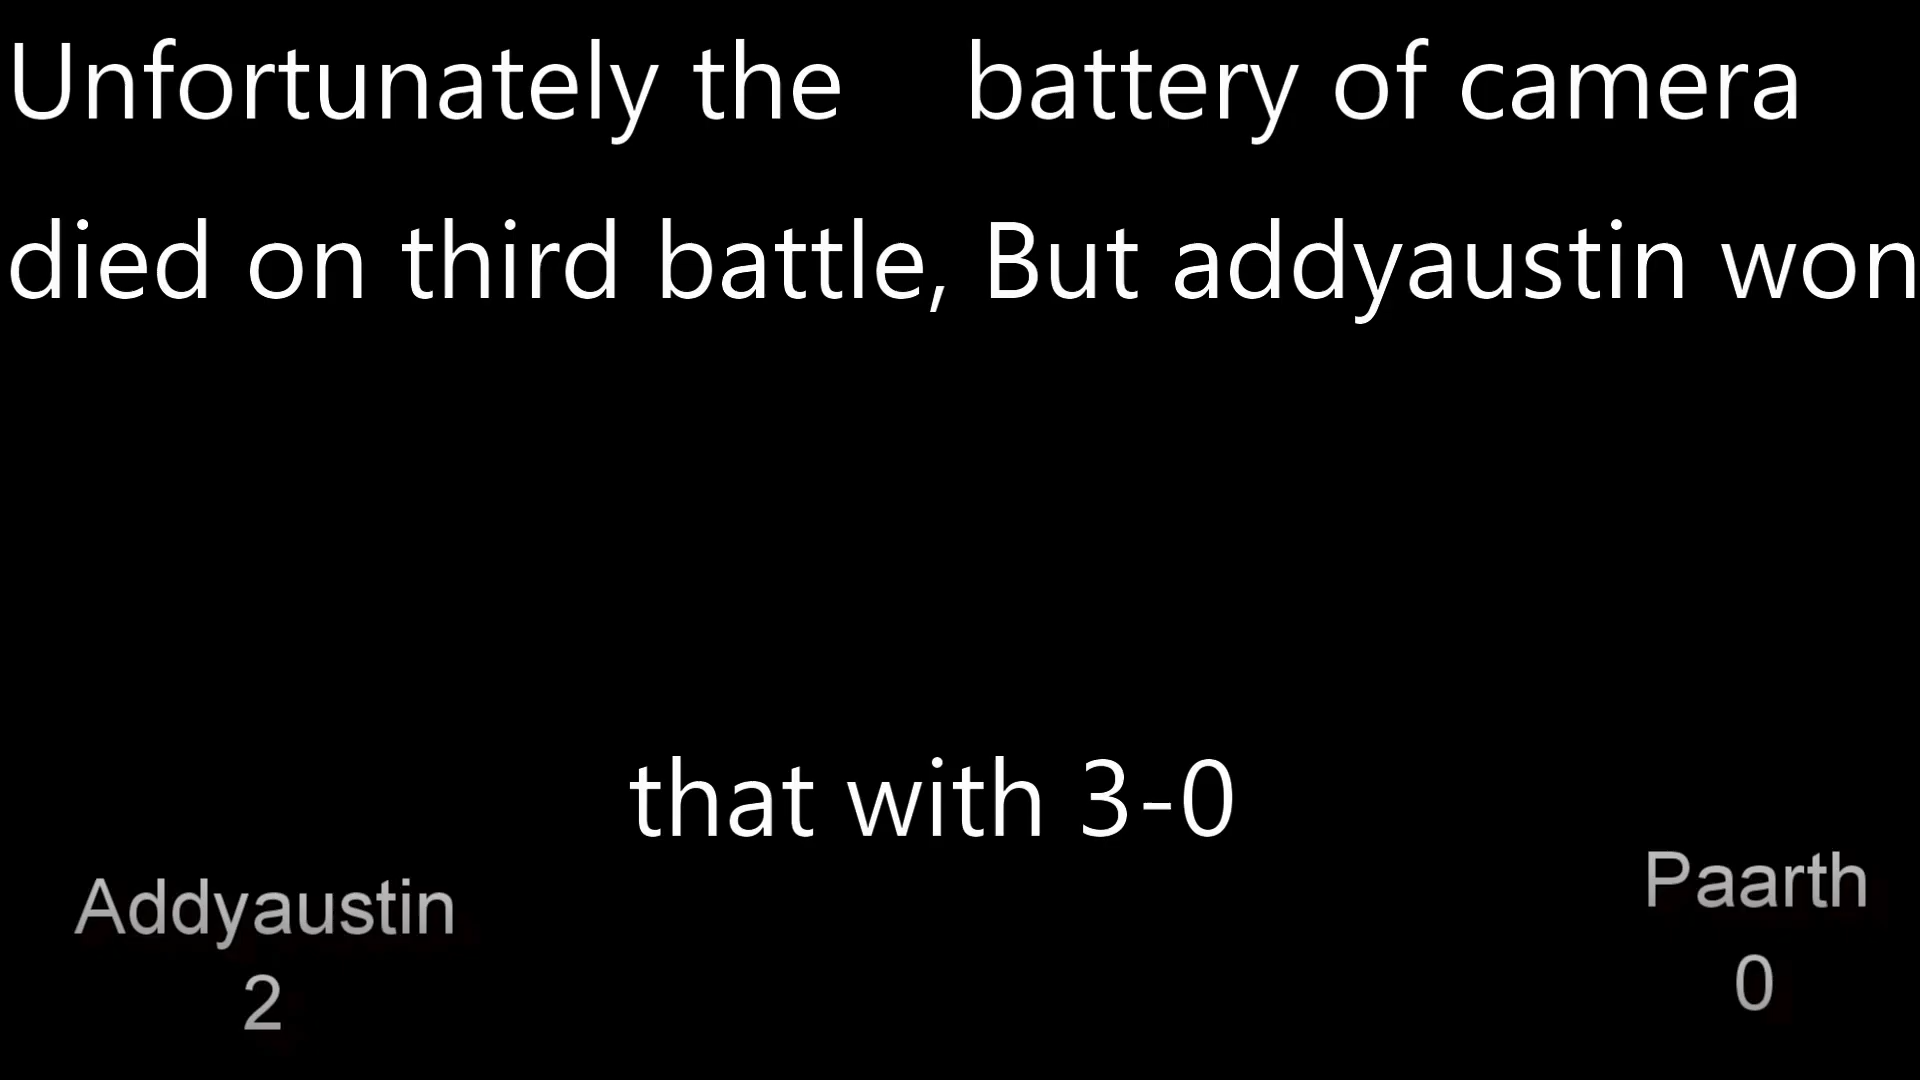 Unfortunately the    battery of camera
died on third battle, But addyaustin won
that with 3-0
Addyaustin
2
Paarth
0